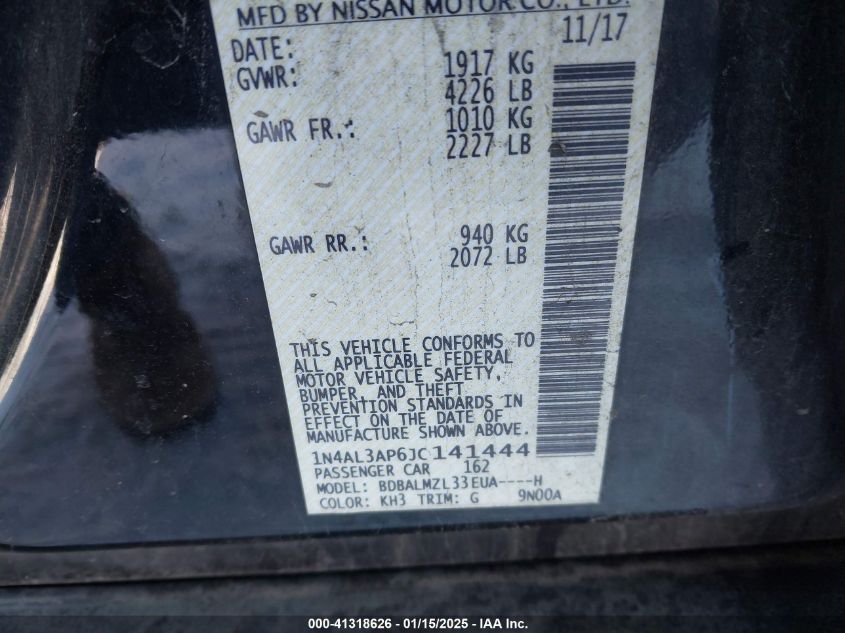 MFD BY NISSAN MOTOR CO., LTD.
DATE: 11/17
GVWR: 1917 KG
4226 LB
GAWR FR.: 1010 KG
2227 LB
GAWR RR.: 940 KG
2072 LB
THIS VEHICLE CONFORMS TO
ALL APPLICABLE FEDERAL
MOTOR VEHICLE SAFETY,
BUMPER, AND THEFT
PREVENTION STANDARDS IN
EFFECT ON THE DATE OF
MANUFACTURE SHOWN ABOVE.
1N4AL3AP6JC141444
PASSENGER CAR 162
MODEL: BDBALMZL33EUA----H
COLOR: KH3 TRIM: G 9N00A
000-41318626 - 01/15/2025 - IAA Inc.